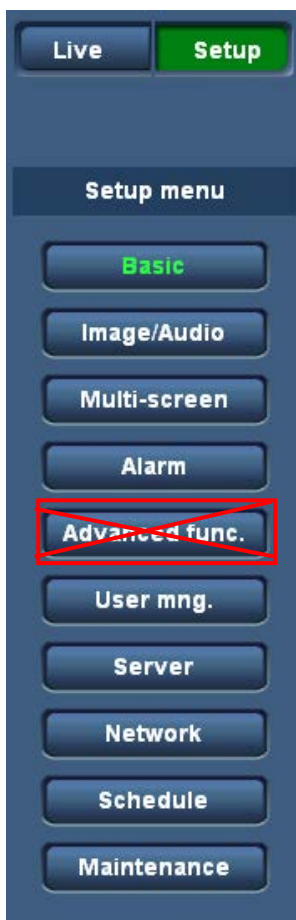 Live
Setup
Setup menu
Basic
Image/Audio
Multi-screen
Alarm
Advanced func.
User mng.
Server
Network
Schedule
Maintenance